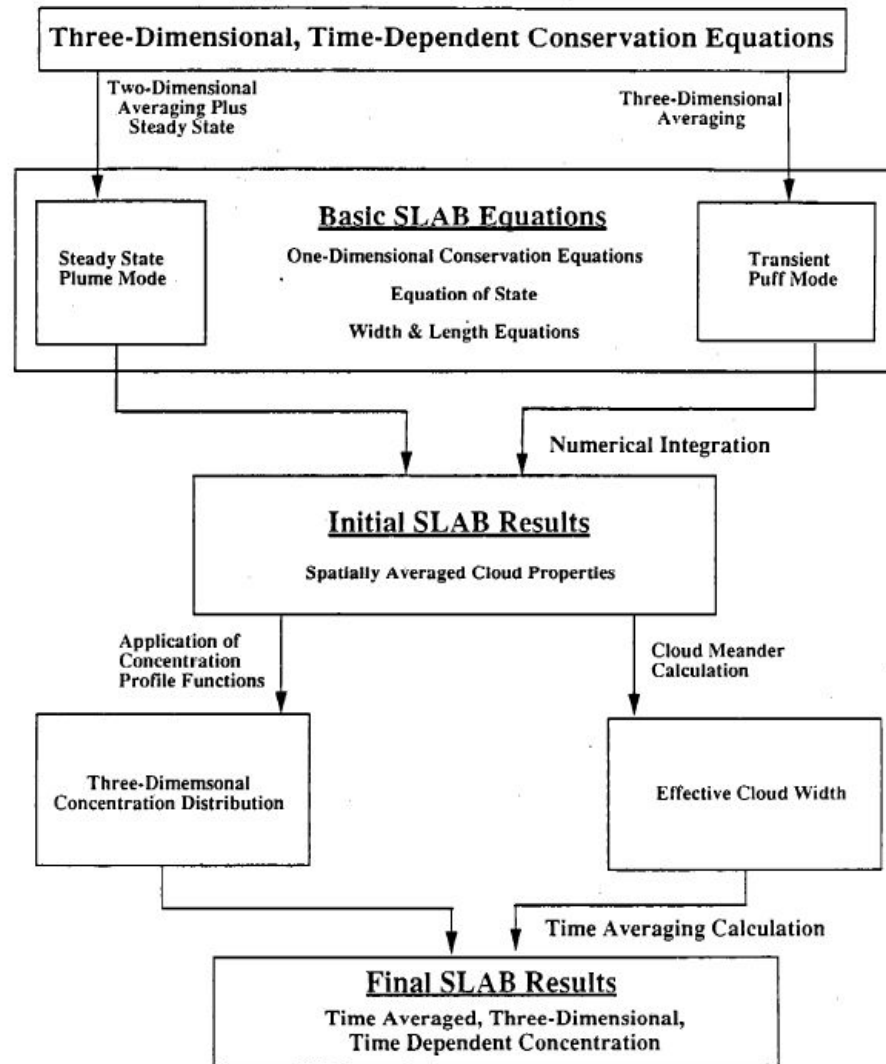 Three-Dimensional, Time-Dependent Conservation Equations
Two-Dimensional
Averaging Plus
Steady State
Three-Dimensional
Averaging
Basic SLAB Equations
One-Dimensional Conservation Equations
Equation of State
Width & Length Equations
Steady State
Plume Mode
Transient
Puff Mode
Numerical Integration
Initial SLAB Results
Spatially Averaged Cloud Properties
Application of
Concentration
Profile Functions
Cloud Meander
Calculation
Three-Dimemsonal
Concentration Distribution
Effective Cloud Width
Time Averaging Calculation
Final SLAB Results
Time Averaged, Three-Dimensional,
Time Dependent Concentration